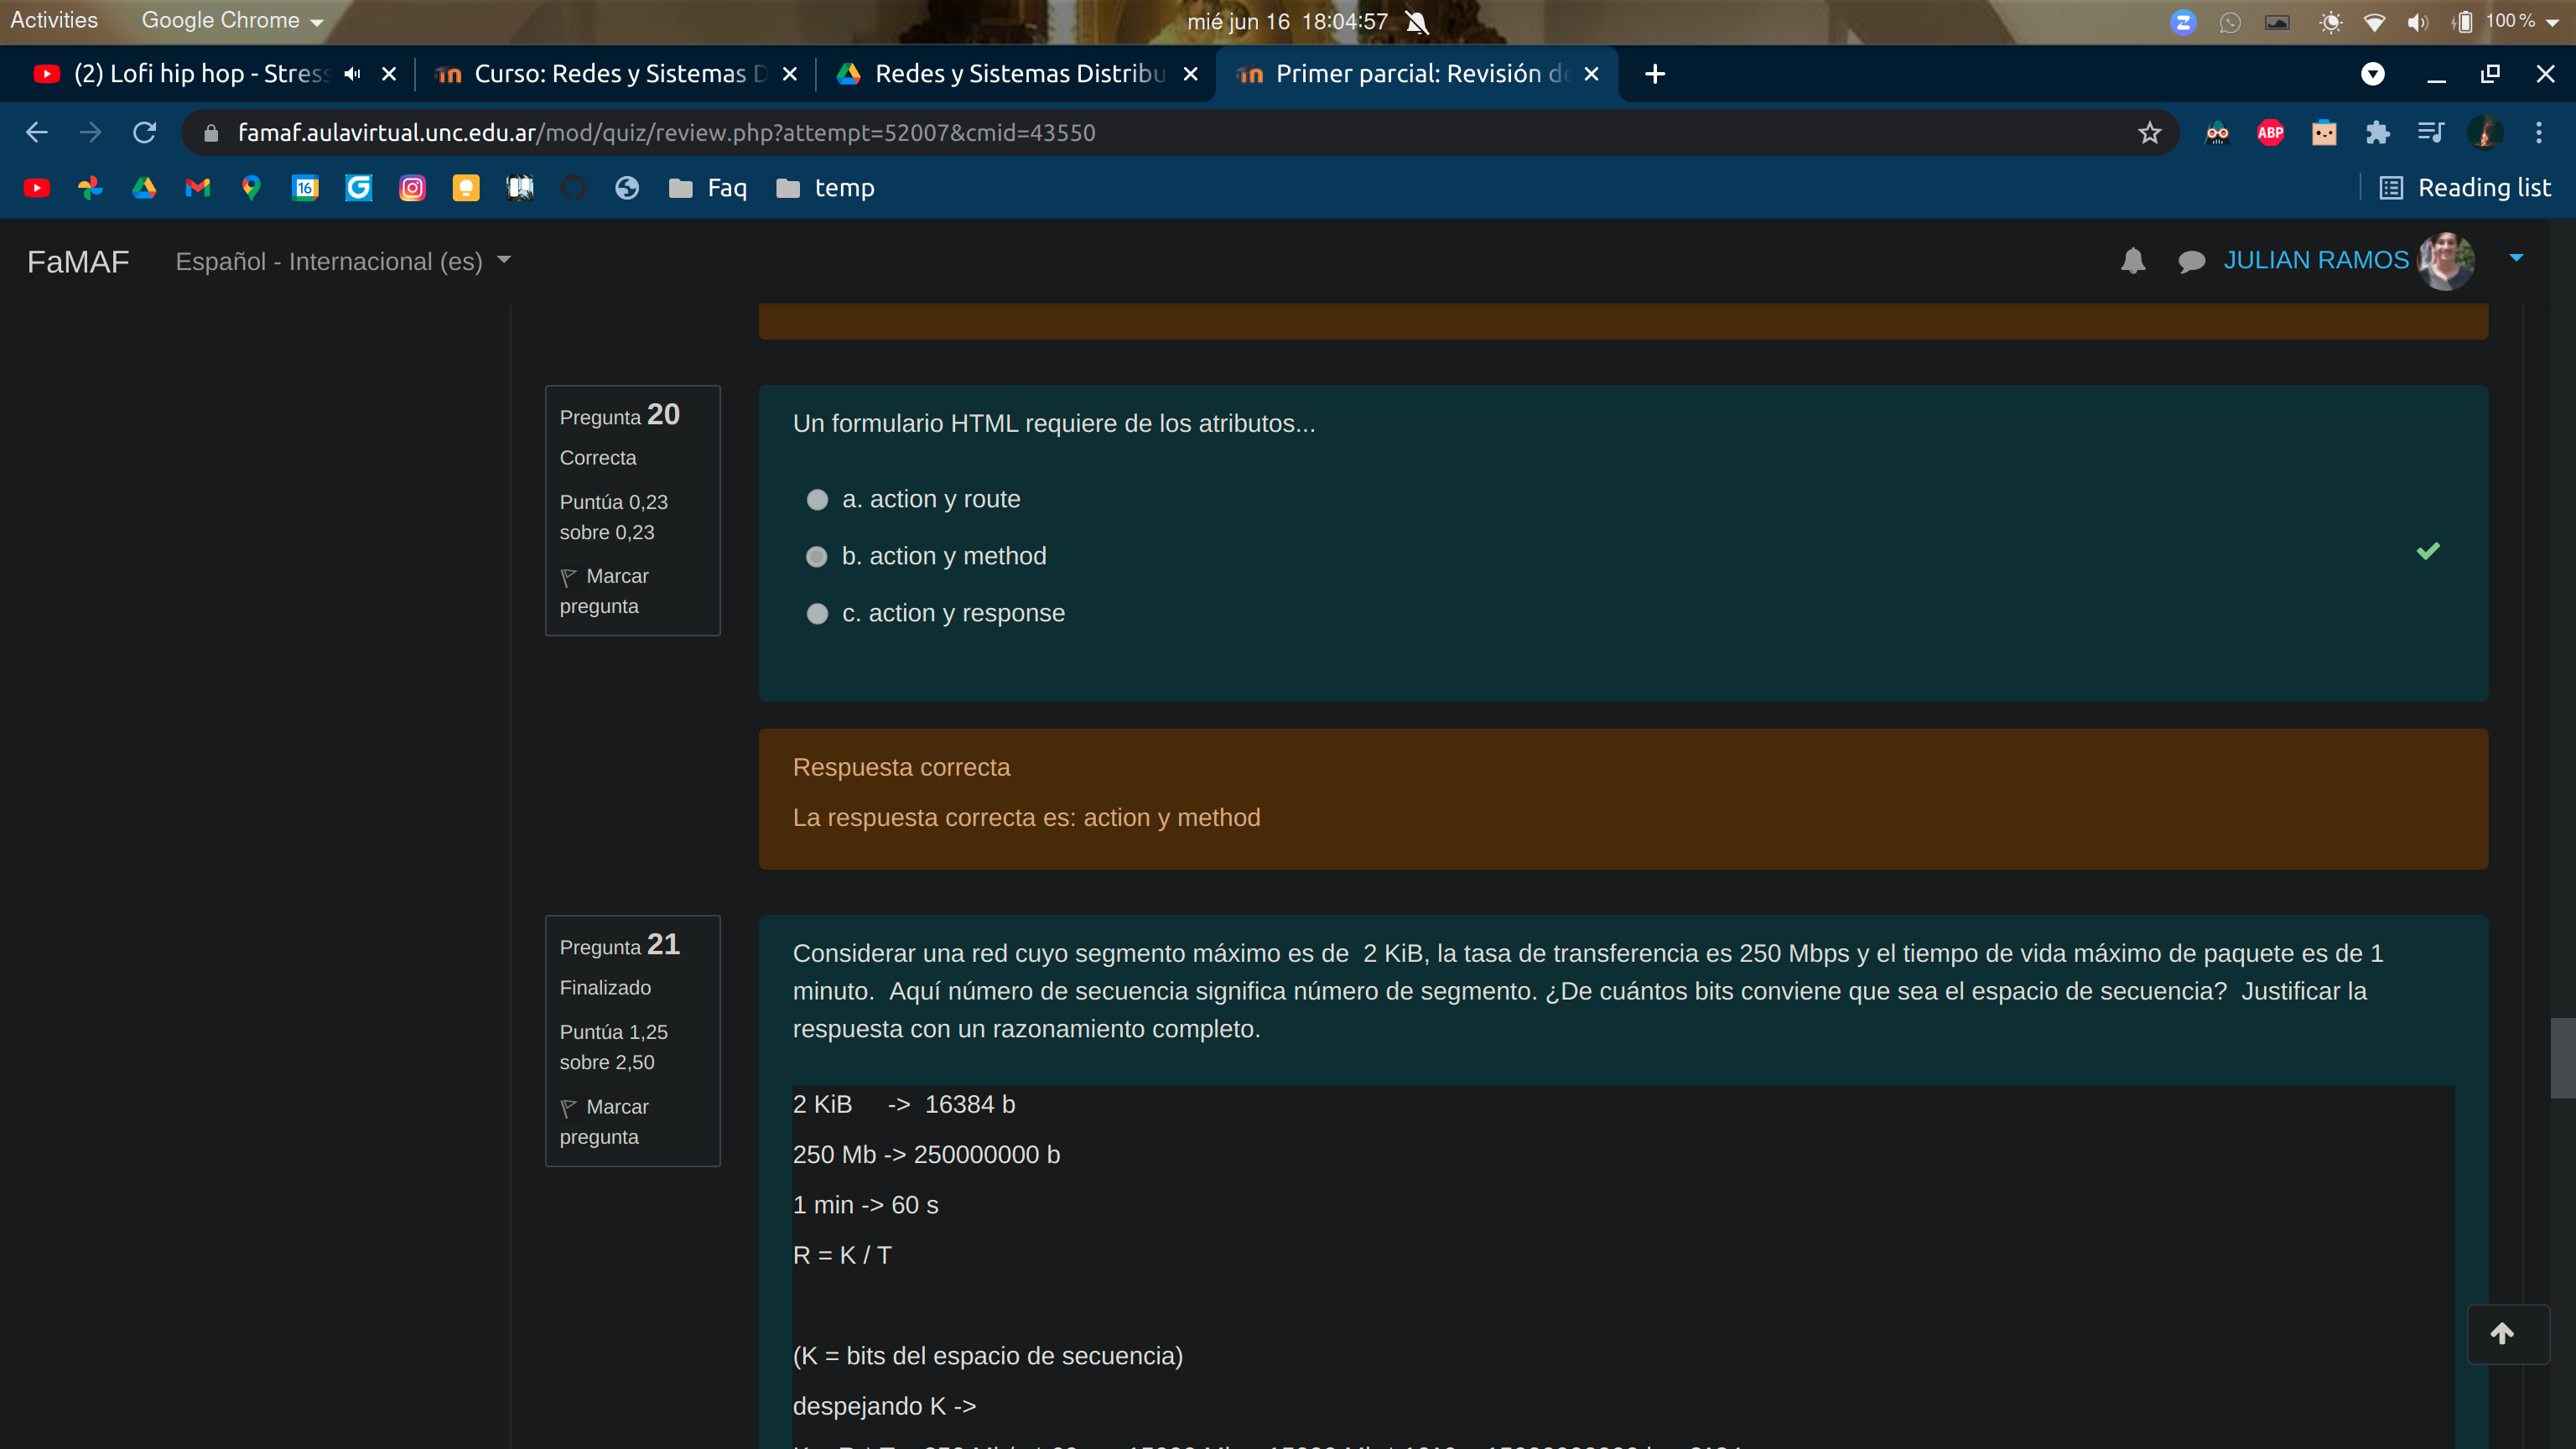 Activities
Google Chrome
mié jun 16 18:04:57
100 %
(2) Lofi hip hop - Stress
Curso: Redes y Sistemas D
Redes y Sistemas Distribu
Primer parcial: Revisión de
famaf.aulavirtual.unc.edu.ar/mod/quiz/review.php?attempt=52007&cmid=43550
ABP
16
Faq
temp
Reading list
FaMAF
Español - Internacional (es)
JULIAN RAMOS
Pregunta 20
Correcta
Puntúa 0,23
sobre 0,23
Marcar
pregunta
Un formulario HTML requiere de los atributos...
a. action y route
b. action y method
c. action y response
Respuesta correcta
La respuesta correcta es: action y method
Pregunta 21
Finalizado
Puntúa 1,25
sobre 2,50
Marcar
pregunta
Considerar una red cuyo segmento máximo es de 2 KiB, la tasa de transferencia es 250 Mbps y el tiempo de vida máximo de paquete es de 1
minuto. Aquí número de secuencia significa número de segmento. ¿De cuántos bits conviene que sea el espacio de secuencia? Justificar la
respuesta con un razonamiento completo.
2 KiB -> 16384 b
250 Mb -> 250000000 b
1 min -> 60 s
R = K / T
(K = bits del espacio de secuencia)
despejando K ->